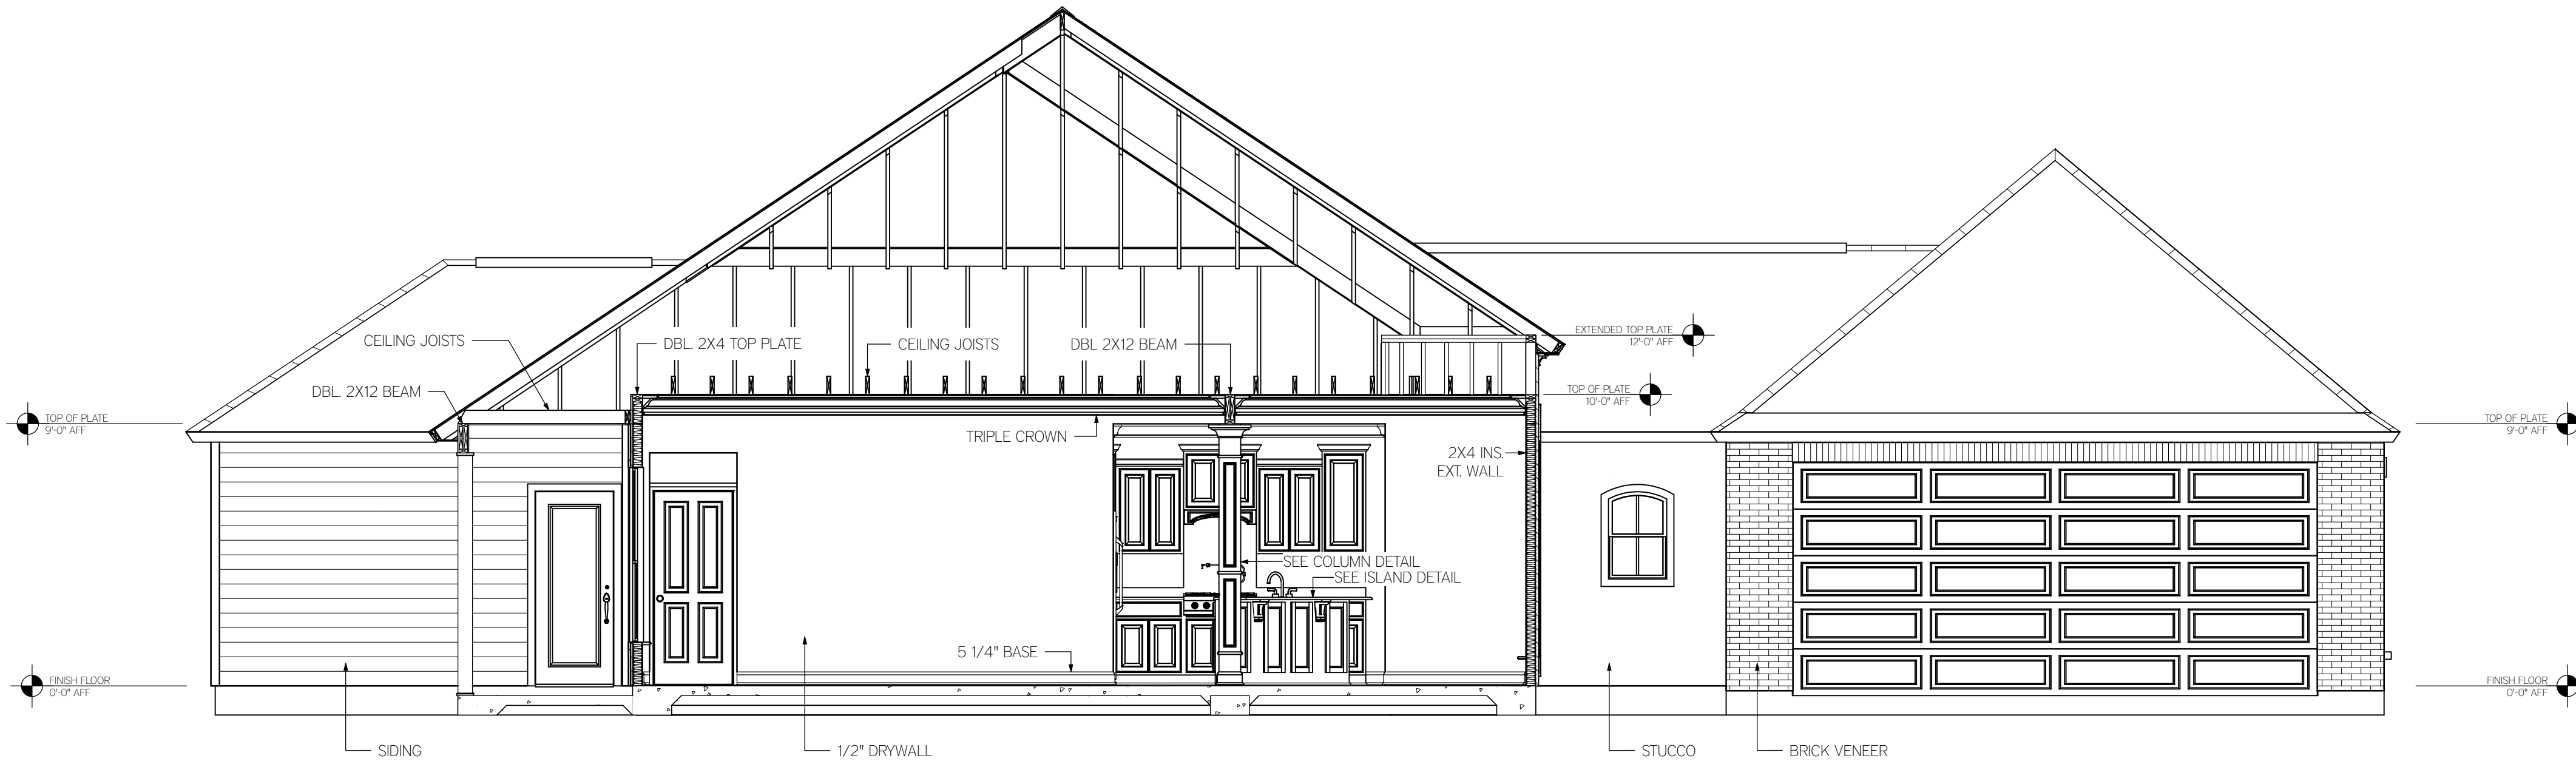 EXTENDED TOP PLATE
12'-0" AFF
CEILING JOISTS
DBL. 2X4 TOP PLATE
CEILING JOISTS
DBL 2X12 BEAM
DBL. 2X12 BEAM
TOP OF PLATE
10'-0" AFF
TOP OF PLATE
9'-0" AFF
TOP OF PLATE
9'-0" AFF
TRIPLE CROWN
2X4 INS.
EXT. WALL
SEE COLUMN DETAIL
SEE ISLAND DETAIL
5 1/4" BASE
FINISH FLOOR
0'-0" AFF
FINISH FLOOR
0'-0" AFF
SIDING
1/2" DRYWALL
STUCCO
BRICK VENEER